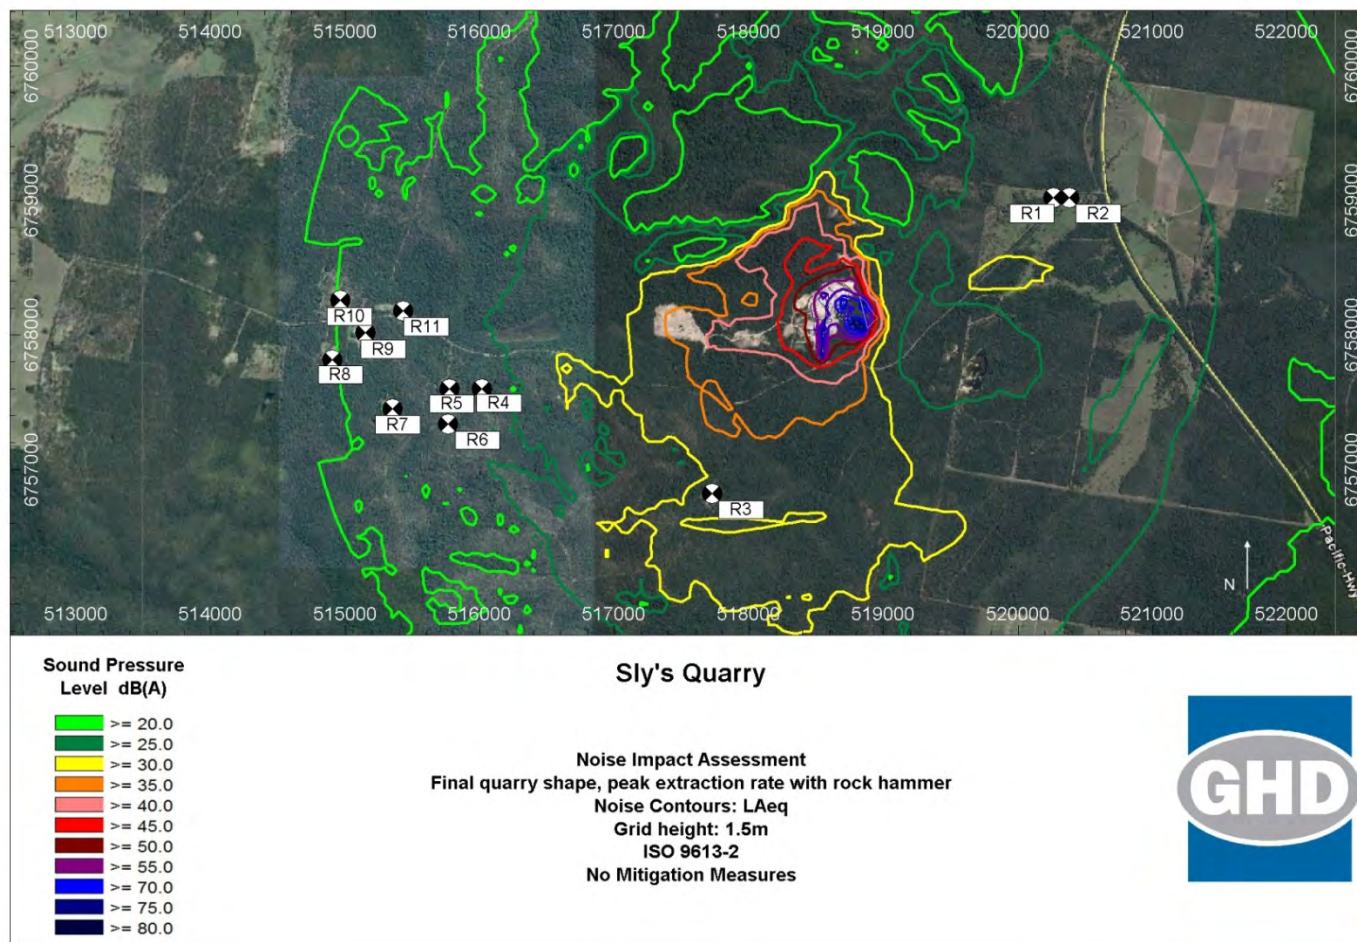 513000 514000 515000 516000 517000 518000 519000 520000 521000 522000
6760000 6760000
6759000 6759000
R1 R2
6758000 6758000
R10 R11
R9
R8
R5 R4
R7 R6
6757000 6757000
R3
Pacific-Hwy
N
513000 514000 515000 516000 517000 518000 519000 520000 521000 522000
Sound Pressure
Level dB(A)
>= 20.0
>= 25.0
>= 30.0
>= 35.0
>= 40.0
>= 45.0
>= 50.0
>= 55.0
>= 70.0
>= 75.0
>= 80.0
Sly's Quarry
Noise Impact Assessment
Final quarry shape, peak extraction rate with rock hammer
Noise Contours: LAeq
Grid height: 1.5m
ISO 9613-2
No Mitigation Measures
GHD